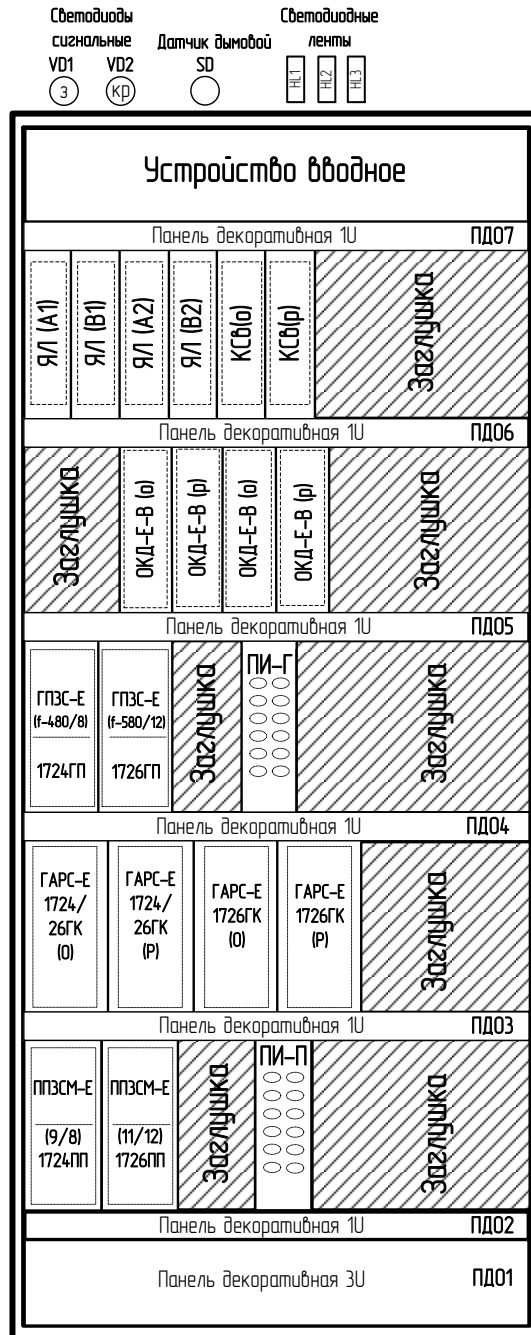 Светодиоды
сигнальные
VD1 VD2
З Кр
Датчик дымовой
SD
Светодиодные
ленты
HL1 HL2 HL3
Устройство вводное
Панель декоративная 1U ПД07
ЯЛ (А1)
ЯЛ (В1)
ЯЛ (А2)
ЯЛ (В2)
КСВ(о)
КСВ(р)
Заглушка
Панель декоративная 1U ПД06
Заглушка
ОКД-Е-В (о)
ОКД-Е-В (р)
ОКД-Е-В (о)
ОКД-Е-В (р)
Заглушка
Панель декоративная 1U ПД05
ГПЗС-Е
(f-480/8)
1724ГП
ГПЗС-Е
(f-580/12)
1726ГП
Заглушка
ПИ-Г
Заглушка
Панель декоративная 1U ПД04
ГАРС-Е
1724/
26ГК
(О)
ГАРС-Е
1724/
26ГК
(Р)
ГАРС-Е
1726ГК
(О)
ГАРС-Е
1726ГК
(Р)
Заглушка
Панель декоративная 1U ПД03
ППЗСМ-Е
(9/8)
1724ПП
ППЗСМ-Е
(11/12)
1726ПП
Заглушка
ПИ-П
Заглушка
Панель декоративная 1U ПД02
Панель декоративная 3U ПД01